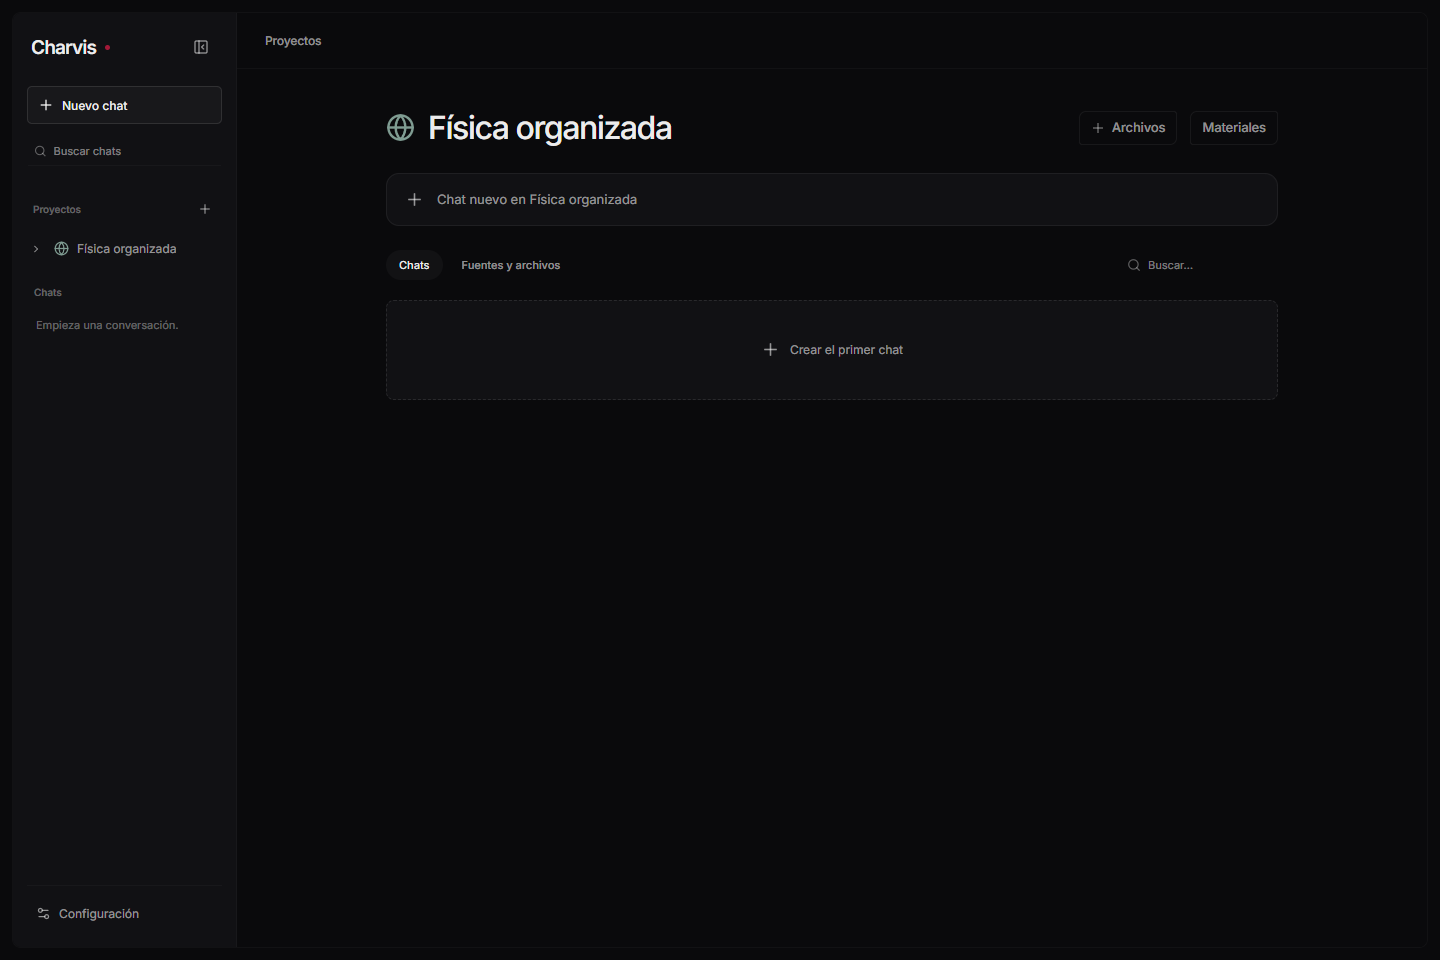 Charvis
Nuevo chat
Buscar chats
Proyectos
Física organizada
Chats
Empieza una conversación.
Configuración
Proyectos
Física organizada
Archivos
Materiales
Chat nuevo en Física organizada
Chats
Fuentes y archivos
Buscar...
Crear el primer chat